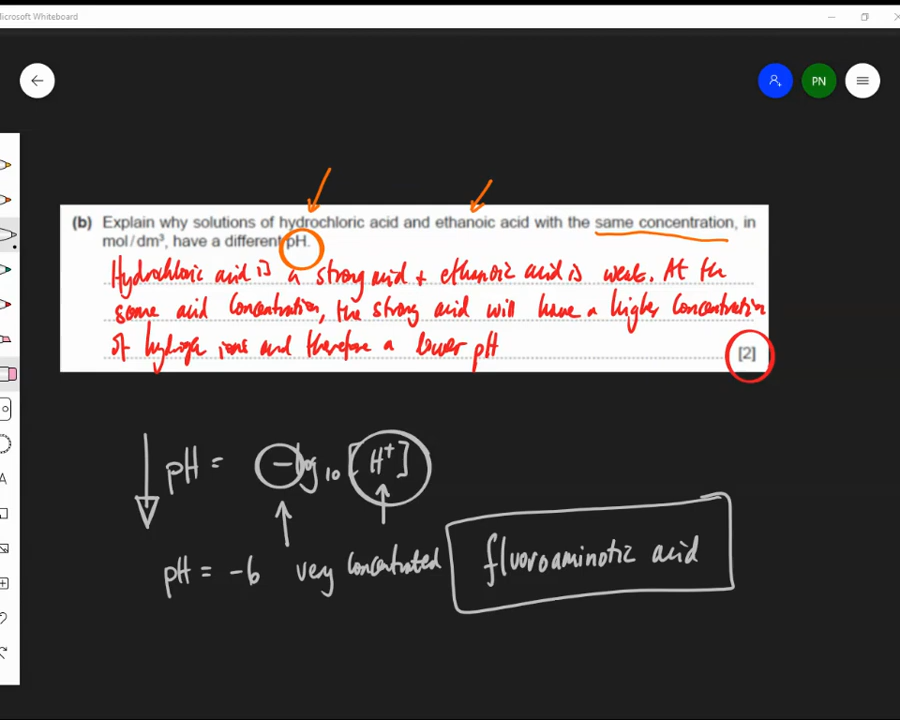 Microsoft Whiteboard
PN
(b) Explain why solutions of hydrochloric acid and ethanoic acid with the same concentration, in
mol/dm³, have a different pH.
Hydrochloric acid is a strong acid + ethanoic acid is weak. At the
same acid concentration, the strong acid will have a higher concentration
of hydrogen ions and therefore a lower pH
[2]
pH = -log₁₀ [H⁺]
pH = -6 very concentrated
fluoroaminotic acid